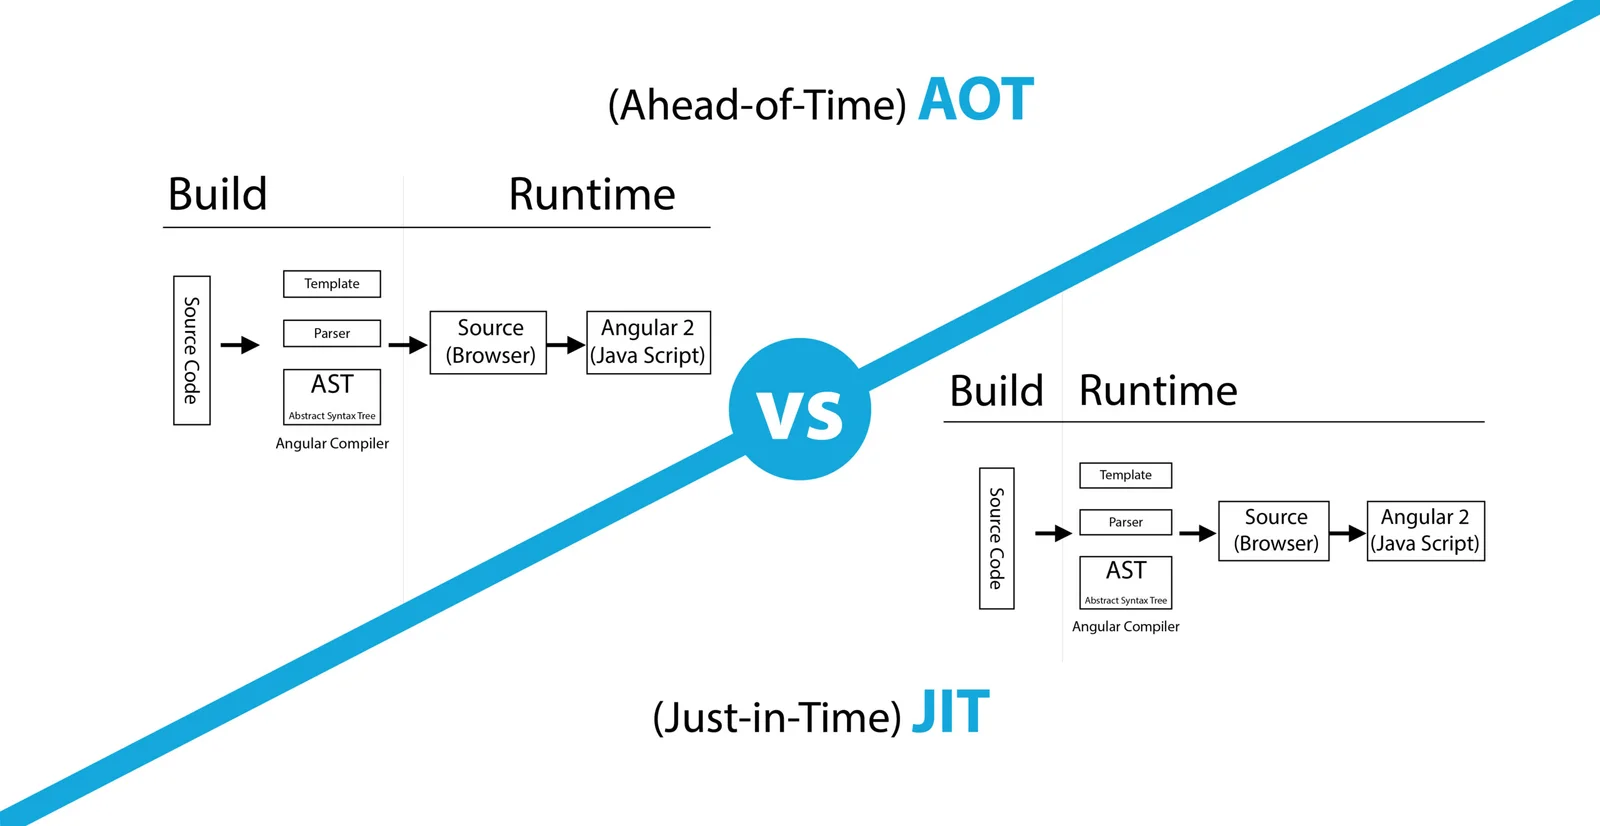 (Ahead-of-Time) AOT
Build
Runtime
Source Code
Template
Parser
AST
Abstract Syntax Tree
Angular Compiler
Source
(Browser)
Angular 2
(Java Script)
VS
Build
Runtime
Source Code
Template
Parser
AST
Abstract Syntax Tree
Angular Compiler
Source
(Browser)
Angular 2
(Java Script)
(Just-in-Time) JIT